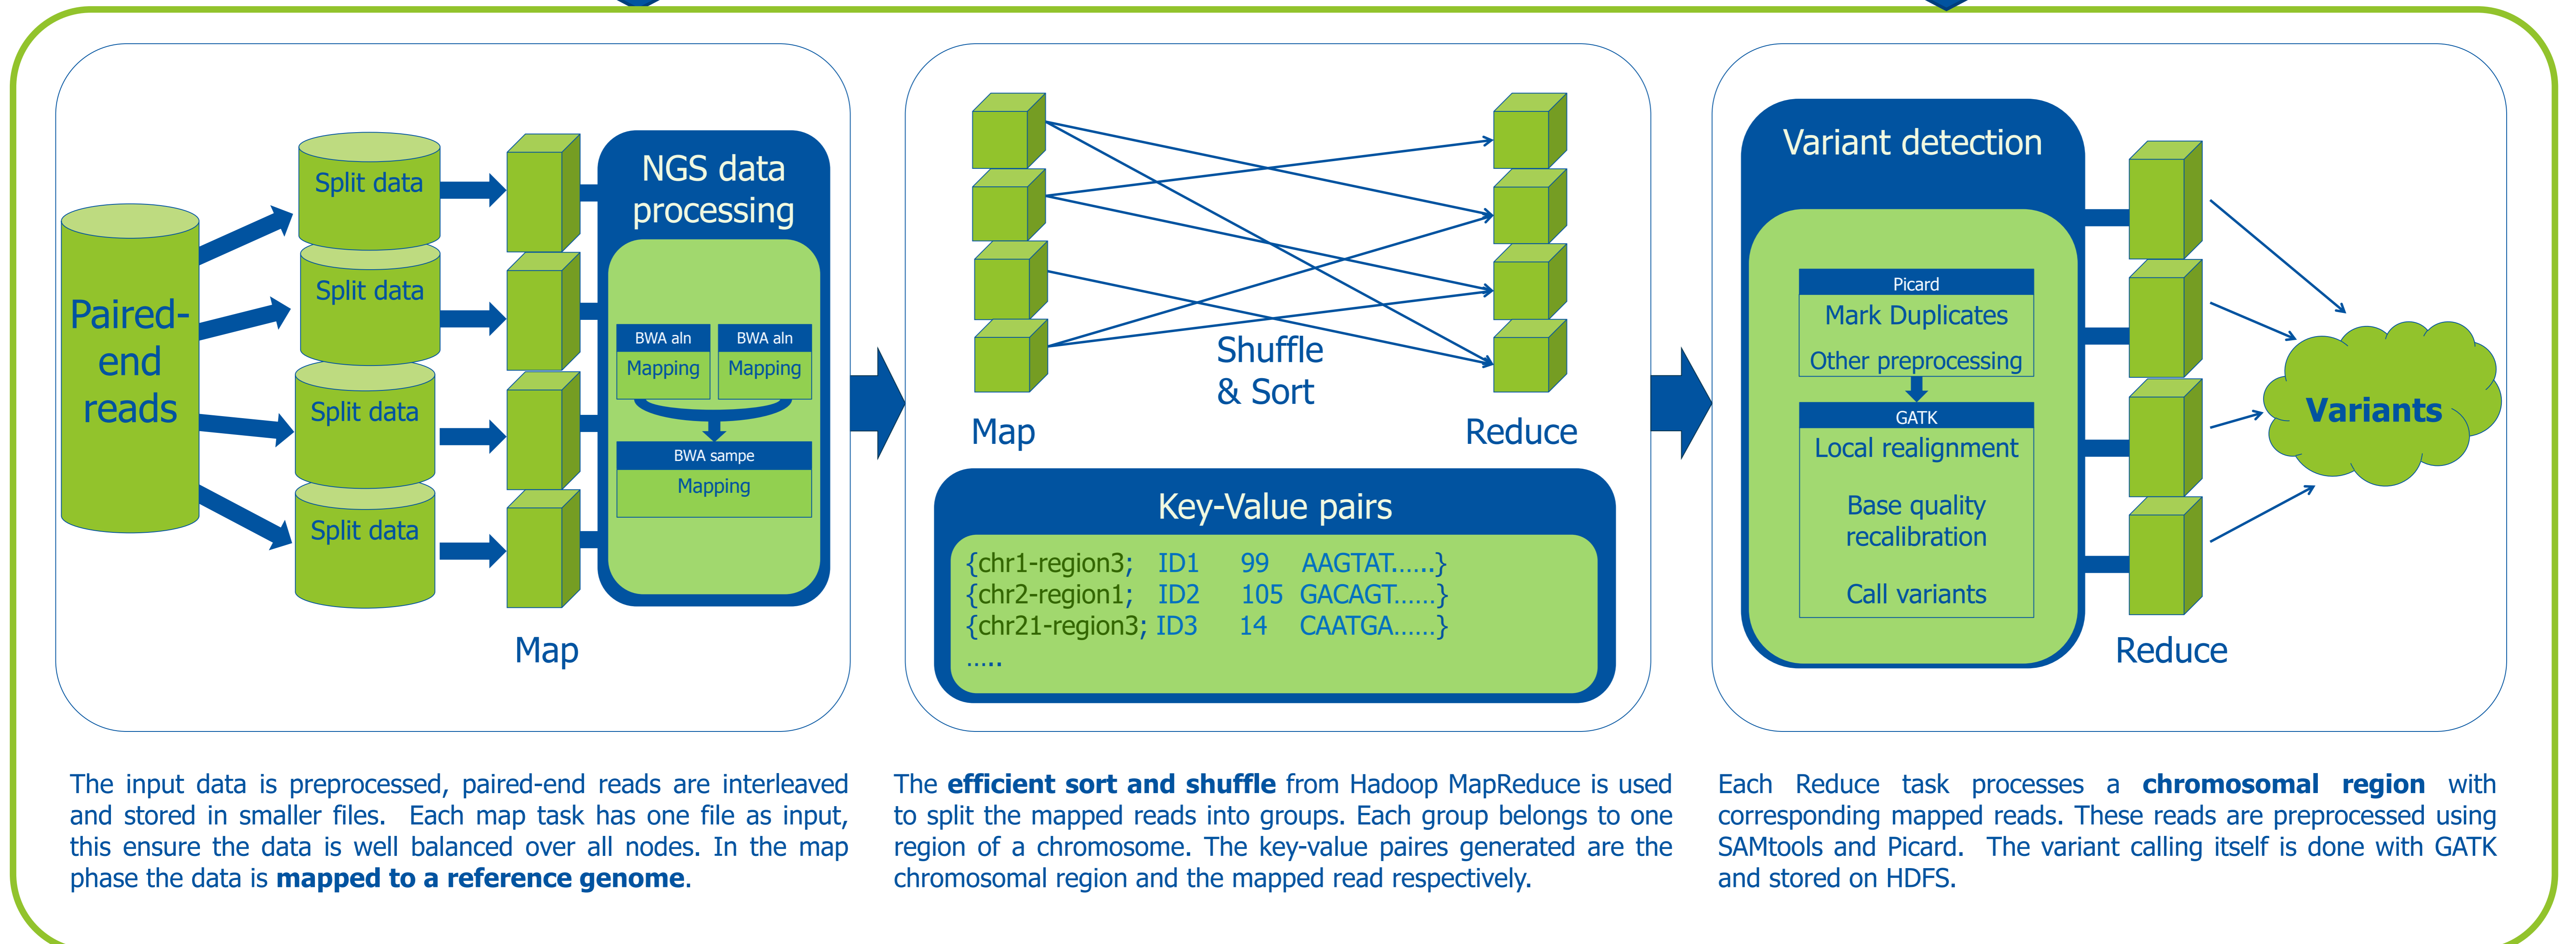 Paired-
end
reads
Split data
Split data
Split data
Split data
Map
NGS data
processing
BWA aln
Mapping
BWA aln
Mapping
BWA sampe
Mapping
Map
Shuffle
& Sort
Reduce
Key-Value pairs
{chr1-region3; ID1 99 AAGTAT......}
{chr2-region1; ID2 105 GACAGT......}
{chr21-region3; ID3 14 CAATGA......}
.....
Variant detection
Picard
Mark Duplicates
Other preprocessing
GATK
Local realignment
Base quality
recalibration
Call variants
Reduce
Variants
The input data is preprocessed, paired-end reads are interleaved
and stored in smaller files. Each map task has one file as input,
this ensure the data is well balanced over all nodes. In the map
phase the data is mapped to a reference genome.
The efficient sort and shuffle from Hadoop MapReduce is used
to split the mapped reads into groups. Each group belongs to one
region of a chromosome. The key-value paires generated are the
chromosomal region and the mapped read respectively.
Each Reduce task processes a chromosomal region with
corresponding mapped reads. These reads are preprocessed using
SAMtools and Picard. The variant calling itself is done with GATK
and stored on HDFS.